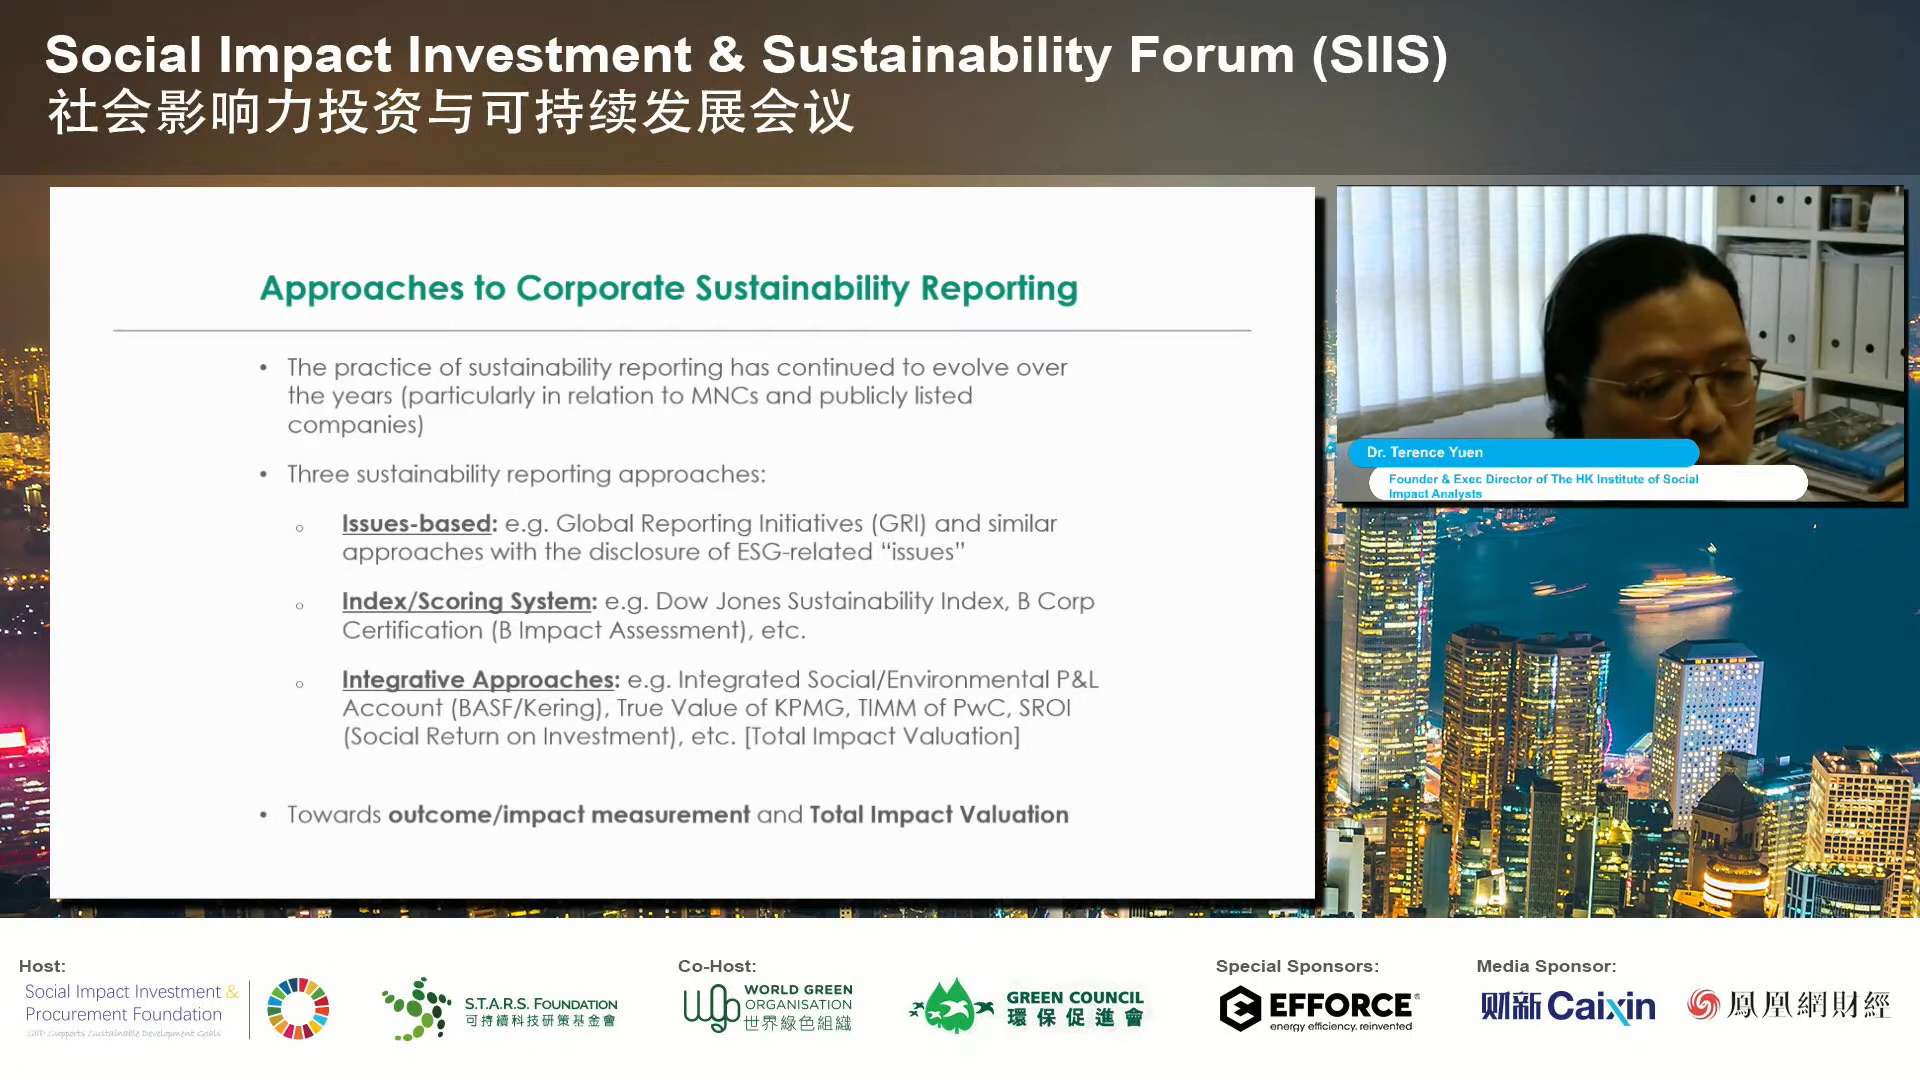 Social Impact Investment & Sustainability Forum (SIIS)
社会影响力投资与可持续发展会议
Approaches to Corporate Sustainability Reporting
• The practice of sustainability reporting has continued to evolve over
the years (particularly in relation to MNCs and publicly listed
companies)
• Three sustainability reporting approaches:
○ Issues-based: e.g. Global Reporting Initiatives (GRI) and similar
approaches with the disclosure of ESG-related “issues”
○ Index/Scoring System: e.g. Dow Jones Sustainability Index, B Corp
Certification (B Impact Assessment), etc.
○ Integrative Approaches: e.g. Integrated Social/Environmental P&L
Account (BASF/Kering), True Value of KPMG, TIMM of PwC, SROI
(Social Return on Investment), etc. [Total Impact Valuation]
• Towards outcome/impact measurement and Total Impact Valuation
Dr. Terence Yuen
Founder & Exec Director of The HK Institute of Social
Impact Analysts
Host:
Social Impact Investment &
Procurement Foundation
SIIP Supports Sustainable Development Goals
S.T.A.R.S. FOUNDATION
可持續科技研策基金會
Co-Host:
WORLD GREEN
ORGANISATION
世界綠色組織
GREEN COUNCIL
環保促進會
Special Sponsors:
EFFORCE®
energy efficiency. reinvented
Media Sponsor:
财新 Caixin
鳳凰網財經